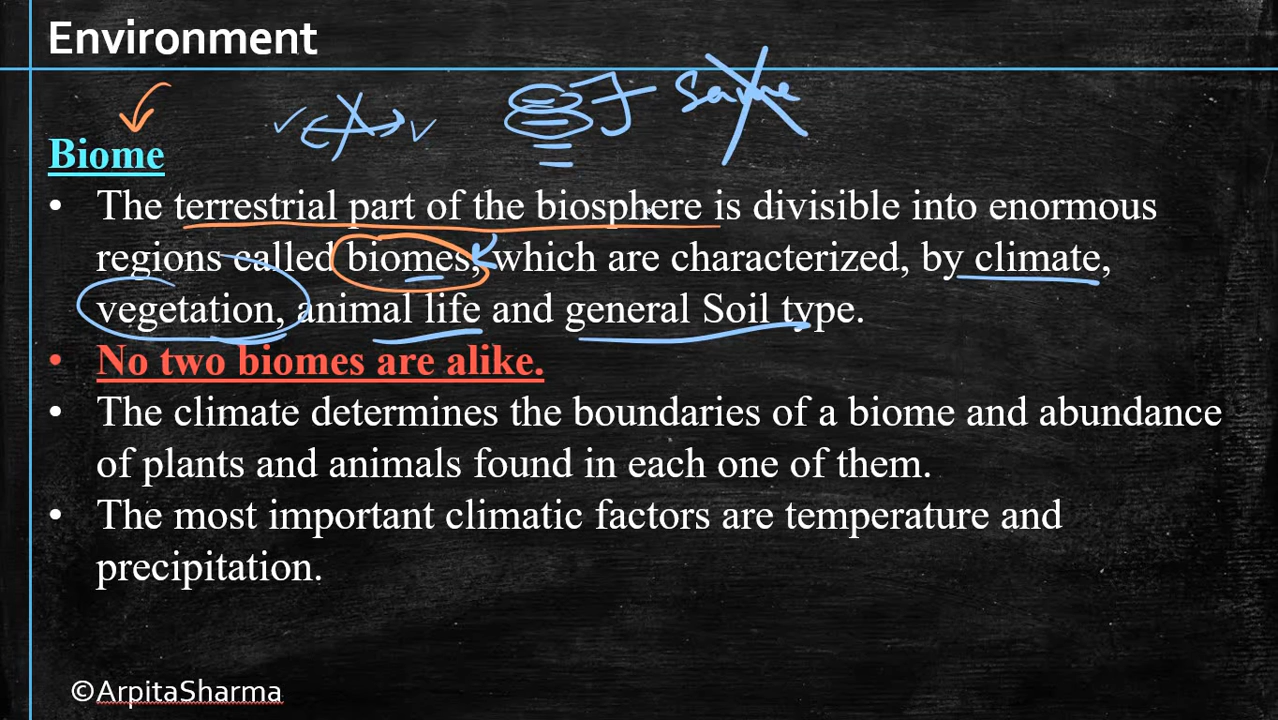 Environment
Same
Biome
• The terrestrial part of the biosphere is divisible into enormous
regions called biomes, which are characterized, by climate,
vegetation, animal life and general Soil type.
• No two biomes are alike.
• The climate determines the boundaries of a biome and abundance
of plants and animals found in each one of them.
• The most important climatic factors are temperature and
precipitation.
©ArpitaSharma